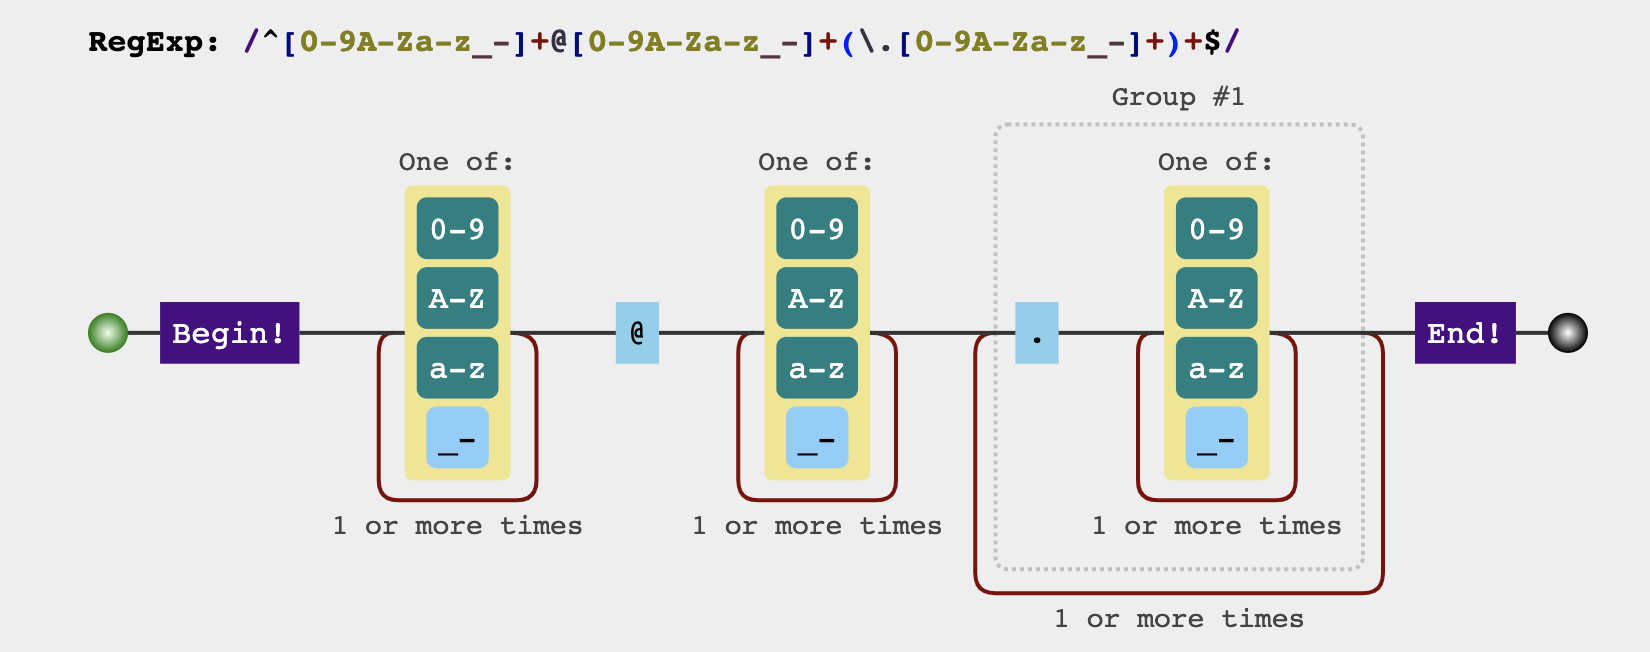 RegExp: /^[0-9A-Za-z_-]+@[0-9A-Za-z_-]+(\.[0-9A-Za-z_-]+)+$/
Group #1
One of: One of: One of:
0-9 0-9 0-9
A-Z A-Z A-Z
Begin! @ . End!
a-z a-z a-z
_- _- _-
1 or more times 1 or more times 1 or more times
1 or more times